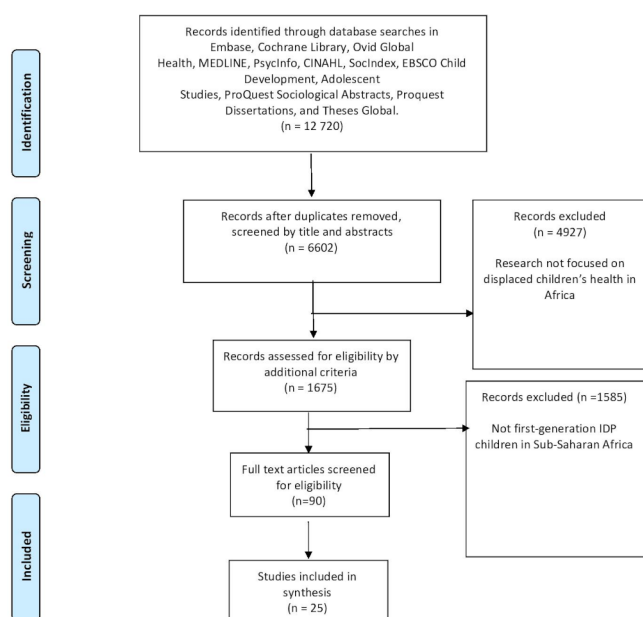 Identification
Records identified through database searches in
Embase, Cochrane Library, Ovid Global
Health, MEDLINE, PsycInfo, CINAHL, SocIndex, EBSCO Child
Development, Adolescent
Studies, ProQuest Sociological Abstracts, Proquest
Dissertations, and Theses Global.
(n = 12 720)
Screening
Records after duplicates removed,
screened by title and abstracts
(n = 6602)
Records excluded
(n = 4927)
Research not focused on
displaced children's health in
Africa
Eligibility
Records assessed for eligibility by
additional criteria
(n = 1675)
Records excluded (n =1585)
Not first-generation IDP
children in Sub-Saharan Africa
Full text articles screened
for eligibility
(n=90)
Included
Studies included in
synthesis
(n = 25)